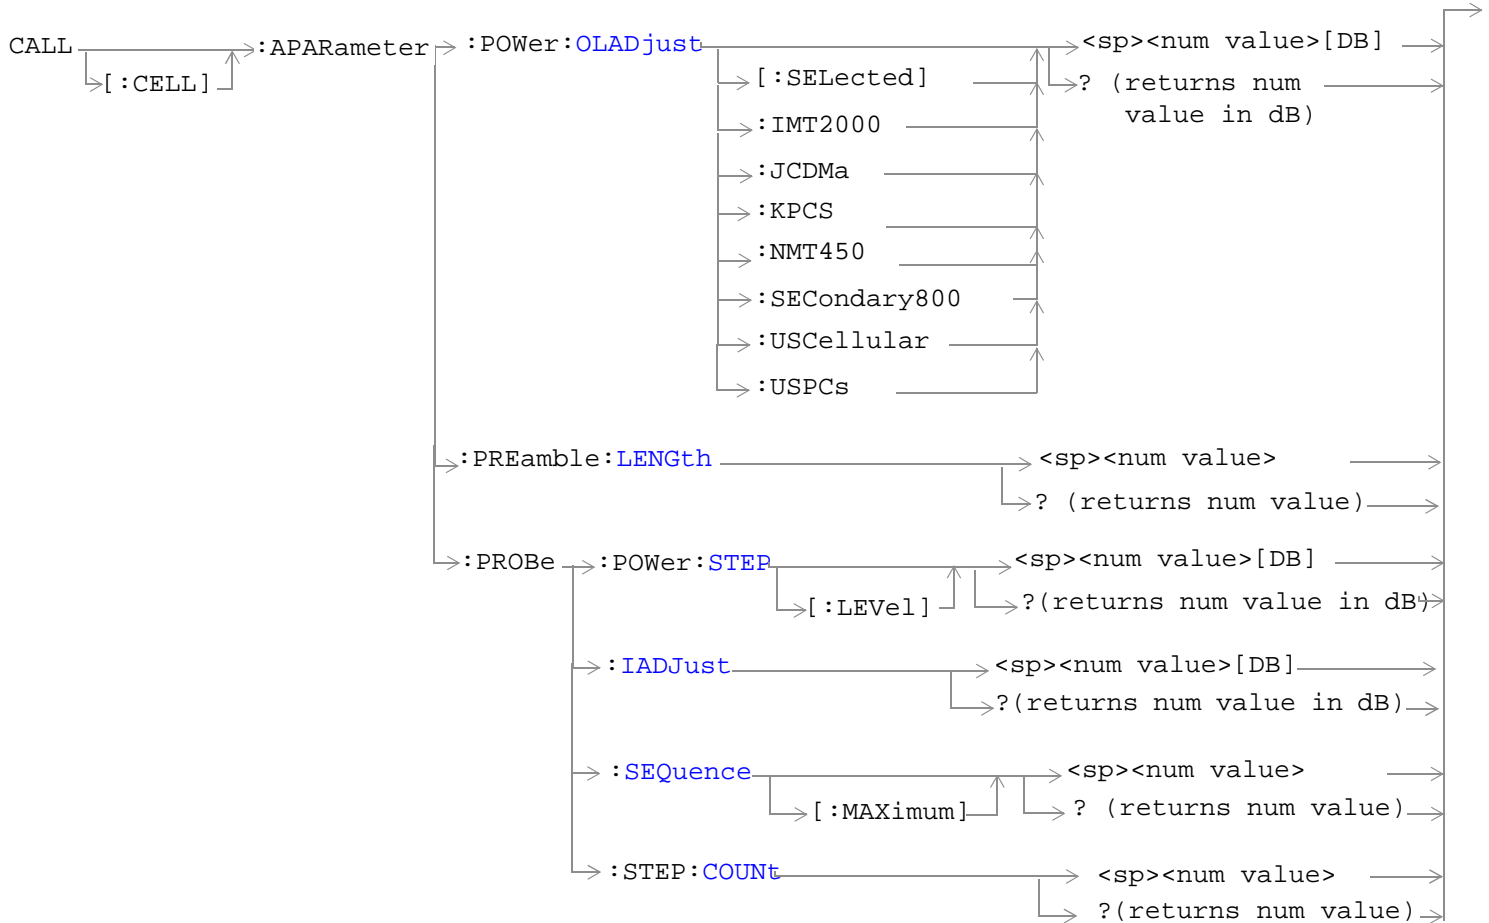 CALL :APARameter :POWer:OLADjust <sp><num value>[DB]
[:CELL] [:SELected] ? (returns num
value in dB)
:IMT2000
:JCDMa
:KPCS
:NMT450
:SECondary800
:USCellular
:USPCs
:PREamble:LENGth <sp><num value>
? (returns num value)
:PROBe :POWer:STEP <sp><num value>[DB]
[:LEVel] ?(returns num value in dB)
:IADJust <sp><num value>[DB]
?(returns num value in dB)
:SEQuence <sp><num value>
[:MAXimum] ? (returns num value)
:STEP:COUNt <sp><num value>
?(returns num value)